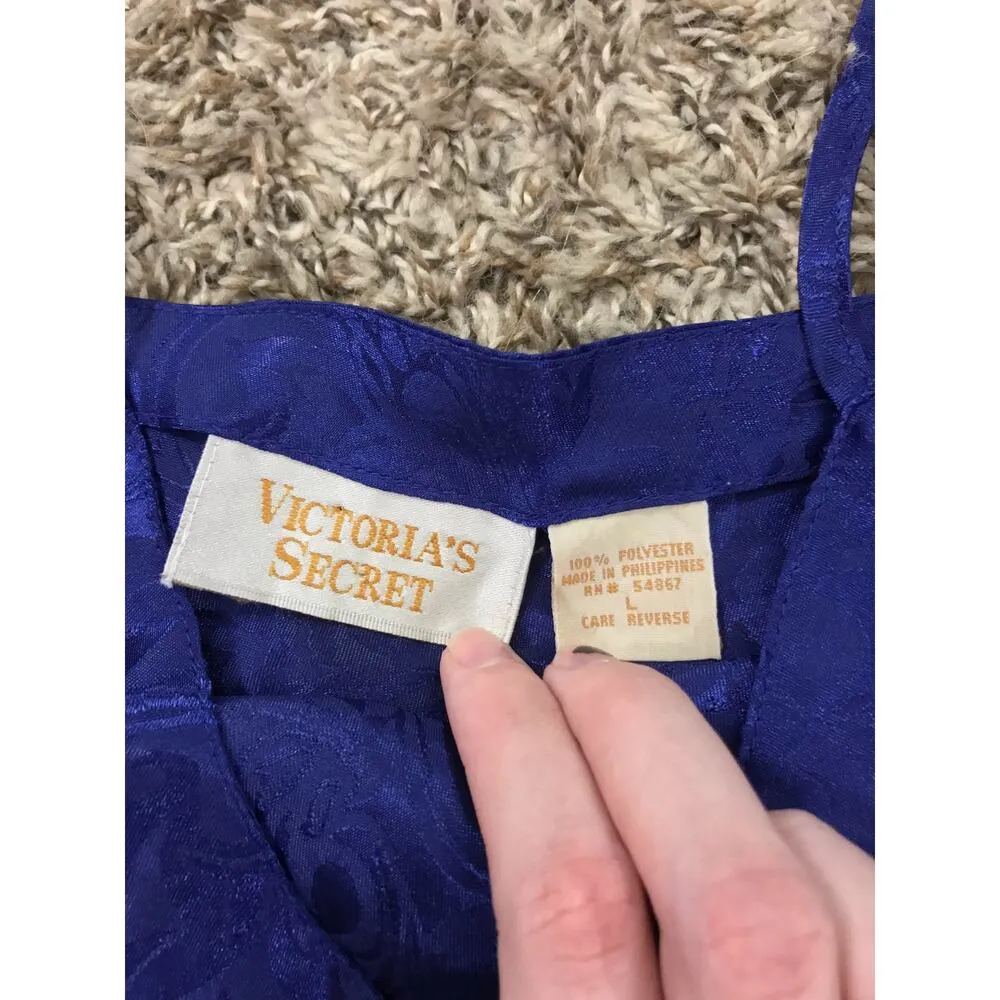 VICTORIA'S
SECRET
100% POLYESTER
MADE IN PHILIPPINES
RN# 54867
L
CARE REVERSE